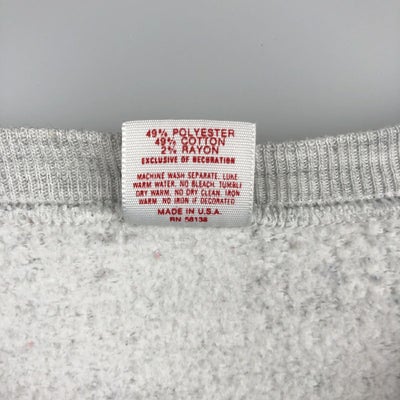 49% POLYESTER
49% COTTON
2% RAYON
EXCLUSIVE OF DECORATION
MACHINE WASH SEPARATE. LUKE
WARM WATER. NO BLEACH. TUMBLE
DRY WARM, NO DRY CLEAN. IRON
WARM. NO IRON IF DECORATED
MADE IN U.S.A.
RN 58138